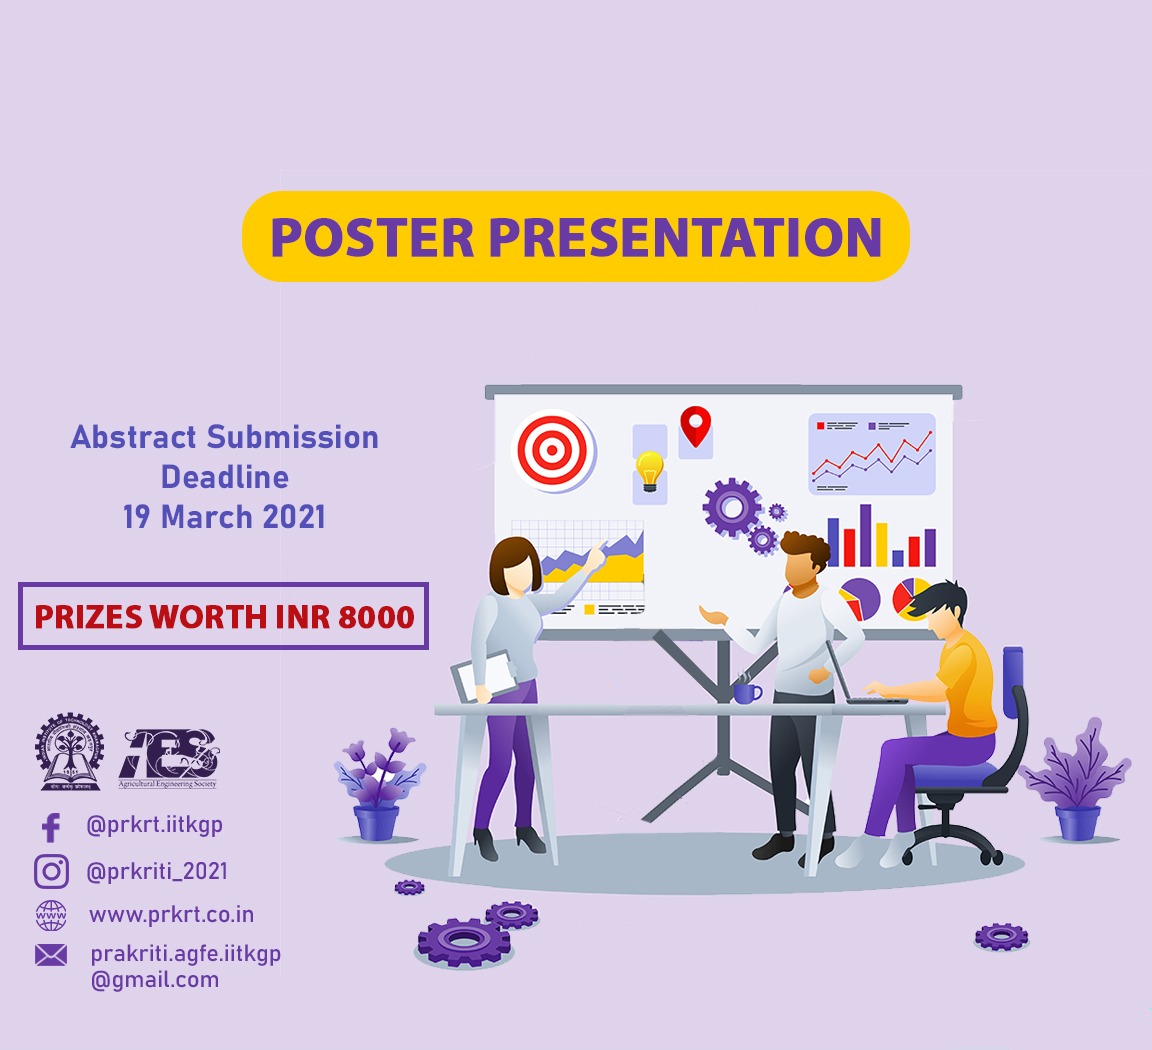 POSTER PRESENTATION
Abstract Submission
Deadline
19 March 2021
PRIZES WORTH INR 8000
1951
AES
Agricultural Engineering Society
@prkrt.iitkgp
@prkriti_2021
www
www.prkrt.co.in
prakriti.agfe.iitkgp
@gmail.com